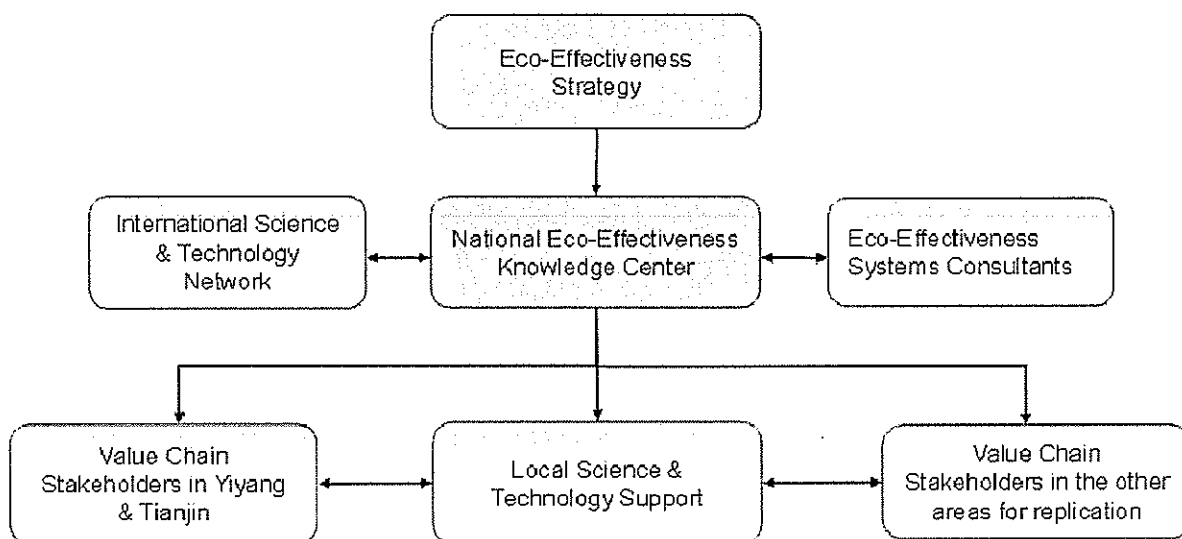 Eco-Effectiveness
Strategy
International Science
& Technology
Network
National Eco-Effectiveness
Knowledge Center
Eco-Effectiveness
Systems Consultants
Value Chain
Stakeholders in Yiyang
& Tianjin
Local Science &
Technology Support
Value Chain
Stakeholders in the other
areas for replication